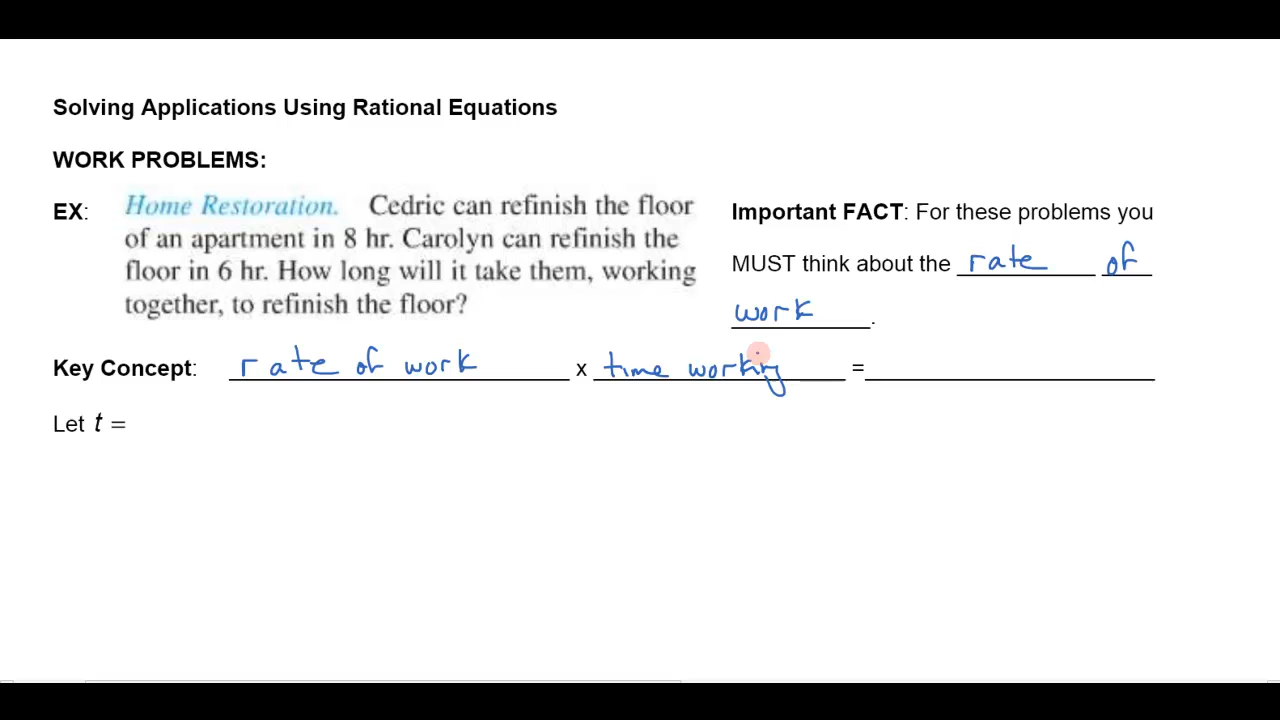 Solving Applications Using Rational Equations
WORK PROBLEMS:
EX: Home Restoration. Cedric can refinish the floor
of an apartment in 8 hr. Carolyn can refinish the
floor in 6 hr. How long will it take them, working
together, to refinish the floor?
Important FACT: For these problems you
MUST think about the rate of
work.
Key Concept: rate of work x time working =
Let t =